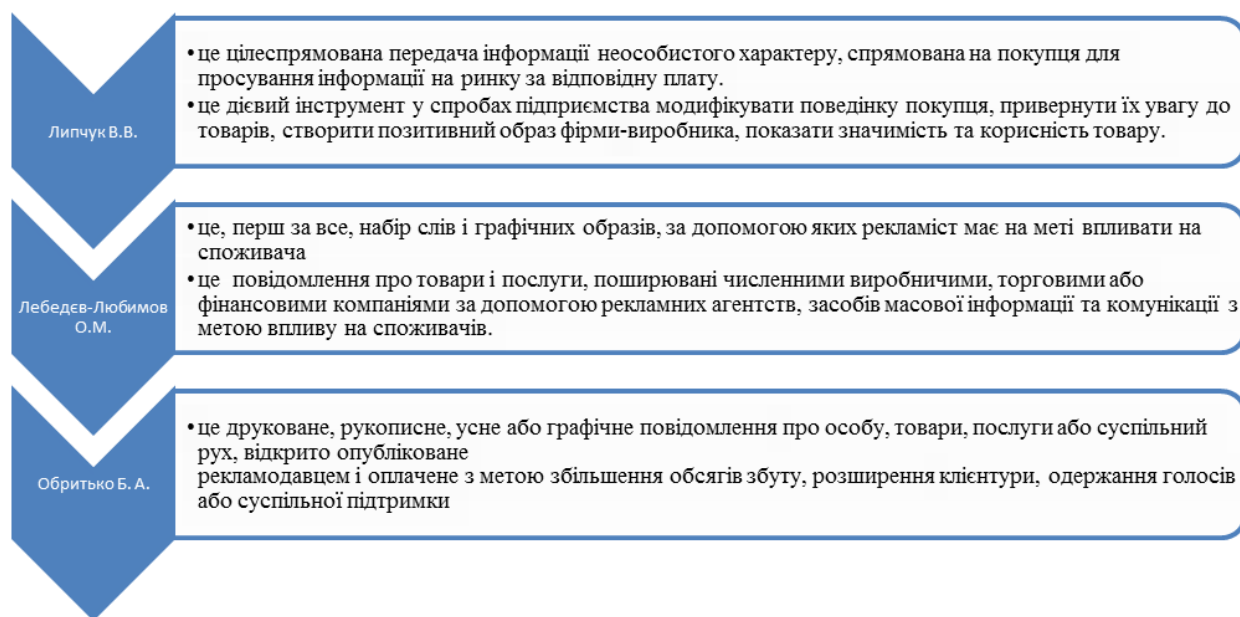 Липчук В.В.
•це цілеспрямована передача інформації неособистого характеру, спрямована на покупця для
просування інформації на ринку за відповідну плату.
•це дієвий інструмент у спробах підприємства модифікувати поведінку покупця, привернути їх увагу до
товарів, створити позитивний образ фірми-виробника, показати значимість та корисність товару.
Лебедєв-Любимов
О.М.
•це, перш за все, набір слів і графічних образів, за допомогою яких рекламіст має на меті впливати на
споживача
•це повідомлення про товари і послуги, поширювані численними виробничими, торговими або
фінансовими компаніями за допомогою рекламних агентств, засобів масової інформації та комунікації з
метою впливу на споживачів.
Обритько Б. А.
•це друковане, рукописне, усне або графічне повідомлення про особу, товари, послуги або суспільний
рух, відкрито опубліковане
рекламодавцем і оплачене з метою збільшення обсягів збуту, розширення клієнтури, одержання голосів
або суспільної підтримки